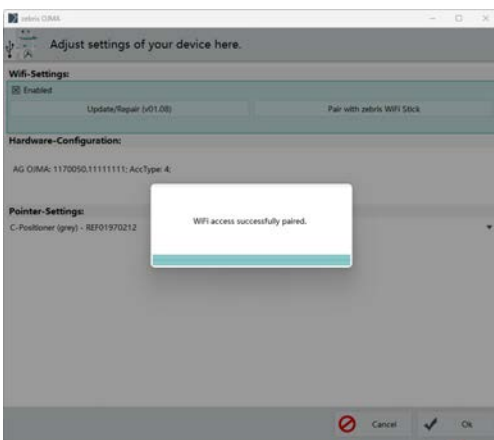 zebris OJMA
Adjust settings of your device here.
Wifi-Settings:
Enabled
Update/Repair (v01.08)
Pair with zebris WIFI Stick
Hardware-Configuration:
AG OJMA: 1170050,11111111; AccType: 4;
WiFi access successfully paired.
Pointer-Settings:
C-Positioner (grey) - REF01970212
Cancel
Ok